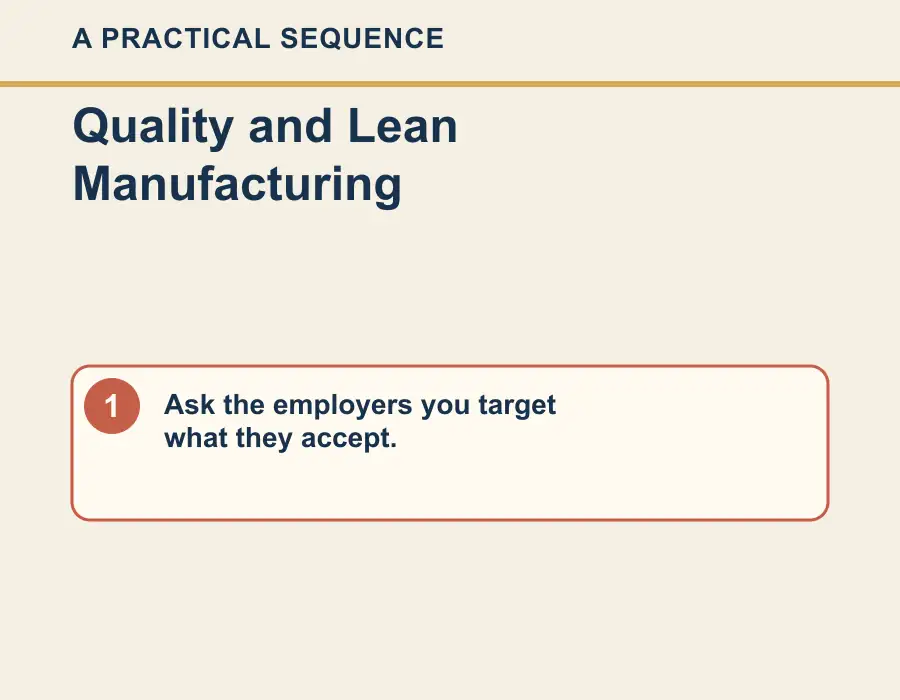 A PRACTICAL SEQUENCE
Quality and Lean
Manufacturing
1
Ask the employers you target
what they accept.